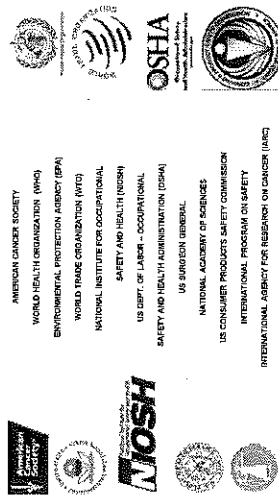 AMERICAN CANCER SOCIETY
WORLD HEALTH ORGANIZATION (WHO)
ENVIRONMENTAL PROTECTION AGENCY (EPA)
WORLD TRADE ORGANIZATION (WTO)
NATIONAL INSTITUTE FOR OCCUPATIONAL
SAFETY AND HEALTH (NIOSH)
US DEPT. OF LABOR – OCCUPATIONAL
SAFETY AND HEALTH ADMINISTRATION (OSHA)
US SURGEON GENERAL
NATIONAL ACADEMY OF SCIENCES
US CONSUMER PRODUCTS SAFETY COMMISSION
INTERNATIONAL PROGRAM ON SAFETY
INTERNATIONAL AGENCY FOR RESEARCH ON CANCER (IARC)
American
Cancer
Society
NIOSH
OSHA